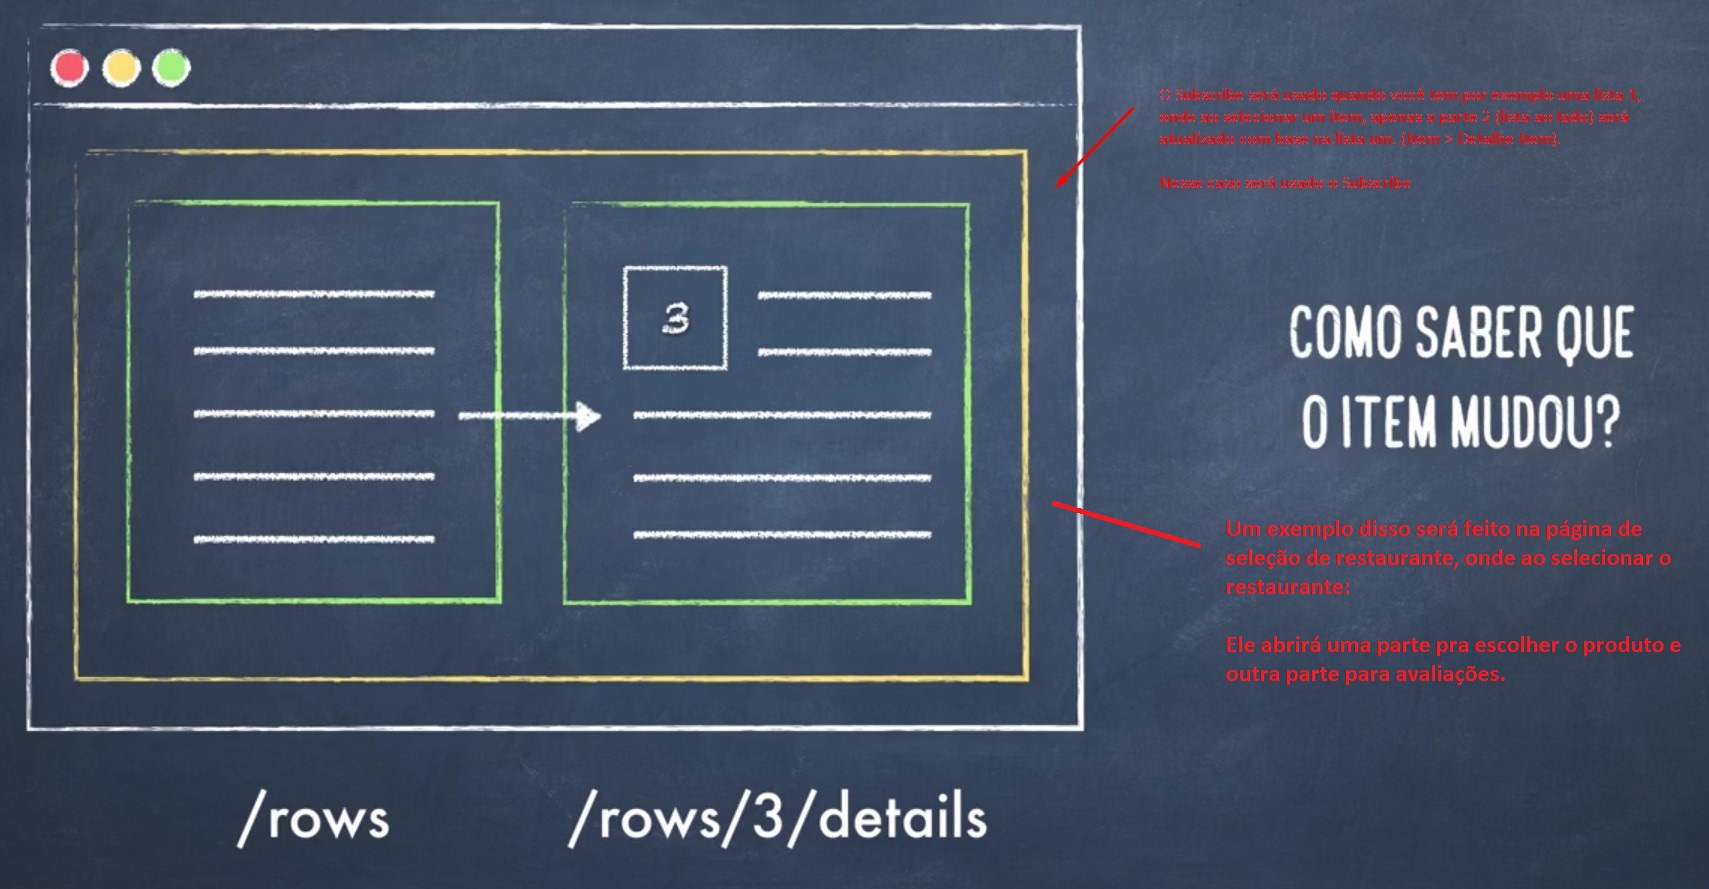 O Subscribe será usado quando você tem por exemplo uma lista 1,
onde ao selecionar um item, apenas a parte 2 (lista ao lado) será
atualizado com base na lista um. (Item > Detalhe Item).
Nesse caso será usado o Subscribe
3
COMO SABER QUE
O ITEM MUDOU?
Um exemplo disso será feito na página de
seleção de restaurante, onde ao selecionar o
restaurante:
Ele abrirá uma parte pra escolher o produto e
outra parte para avaliações.
/rows
/rows/3/details